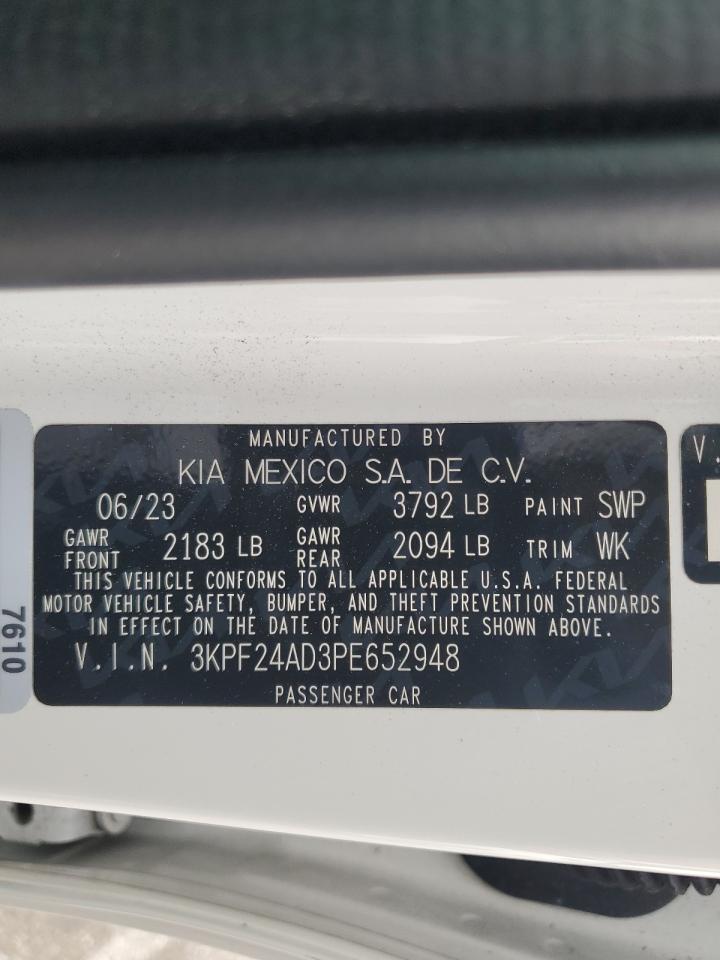 MANUFACTURED BY
KIA MEXICO S.A. DE C.V.
06/23 GVWR 3792 LB PAINT SWP
GAWR FRONT 2183 LB GAWR REAR 2094 LB TRIM WK
THIS VEHICLE CONFORMS TO ALL APPLICABLE U.S.A. FEDERAL
MOTOR VEHICLE SAFETY, BUMPER, AND THEFT PREVENTION STANDARDS
IN EFFECT ON THE DATE OF MANUFACTURE SHOWN ABOVE.
V.I.N. 3KPF24AD3PE652948
PASSENGER CAR
7610
V.